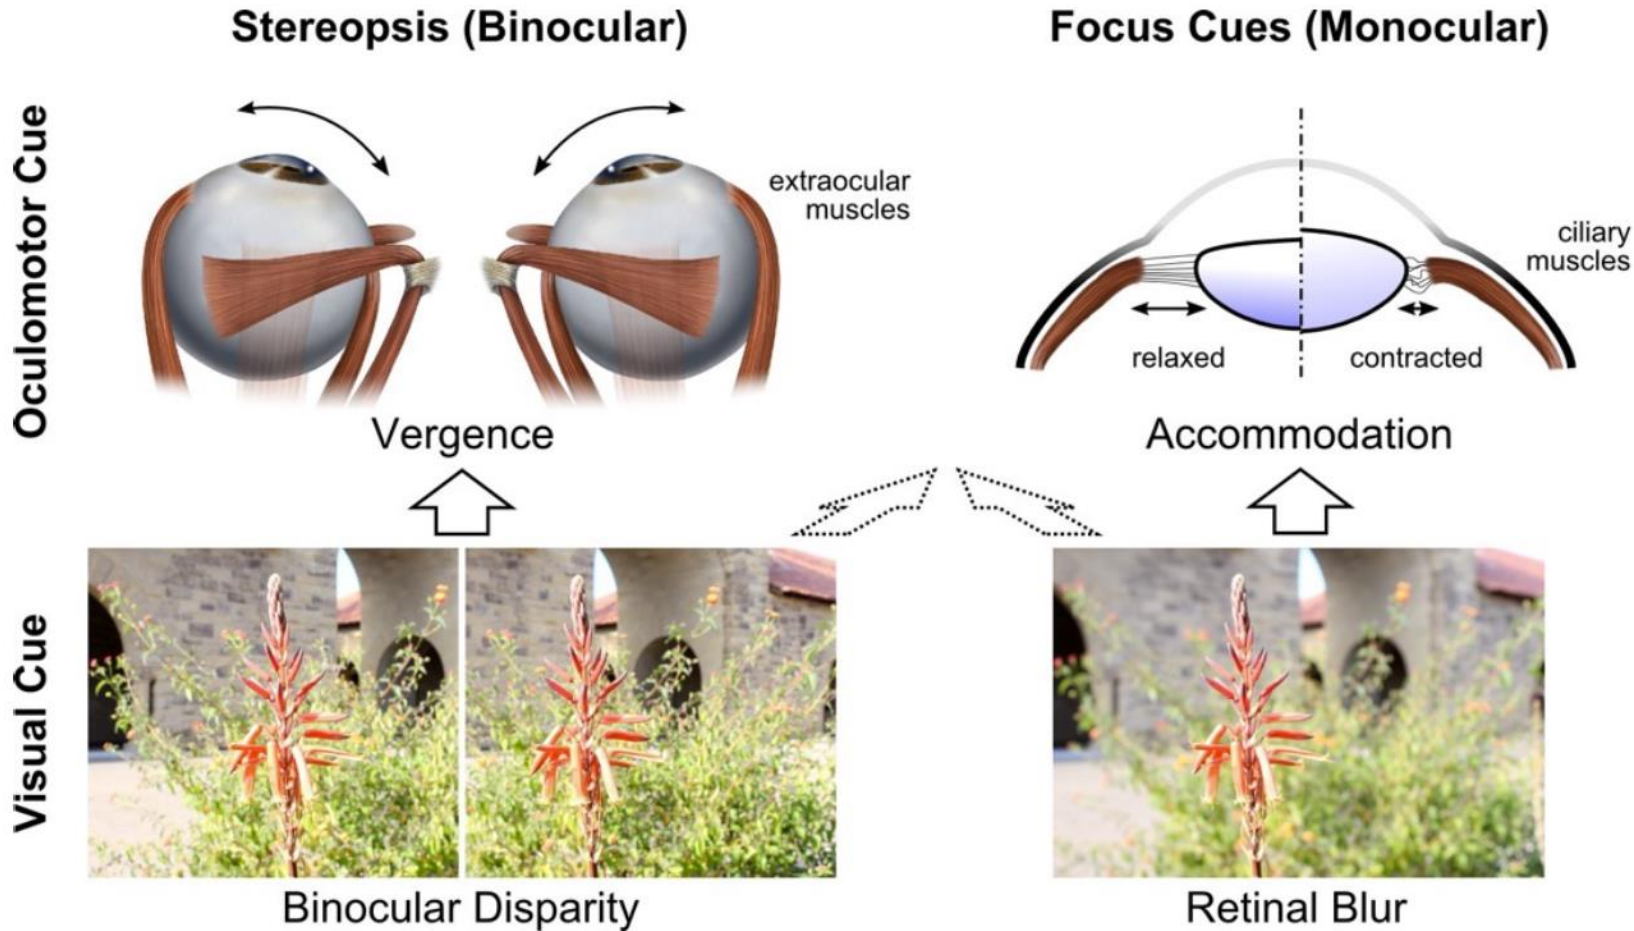 Stereopsis (Binocular)
Focus Cues (Monocular)
Oculomotor Cue
extraocular
muscles
ciliary
muscles
relaxed
contracted
Vergence
Accommodation
Visual Cue
Binocular Disparity
Retinal Blur